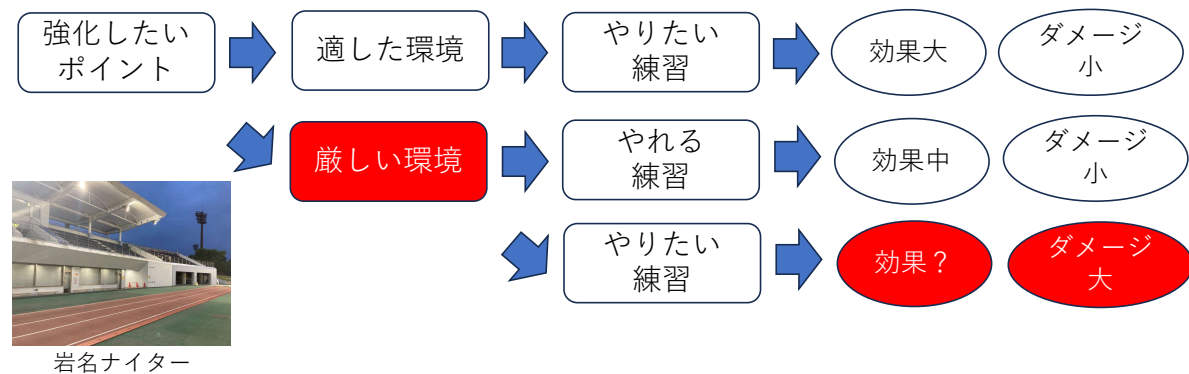 強化したい
ポイント
適した環境
やりたい
練習
効果大
ダメージ
小
厳しい環境
やれる
練習
効果中
ダメージ
小
やりたい
練習
効果？
ダメージ
大
岩名ナイター